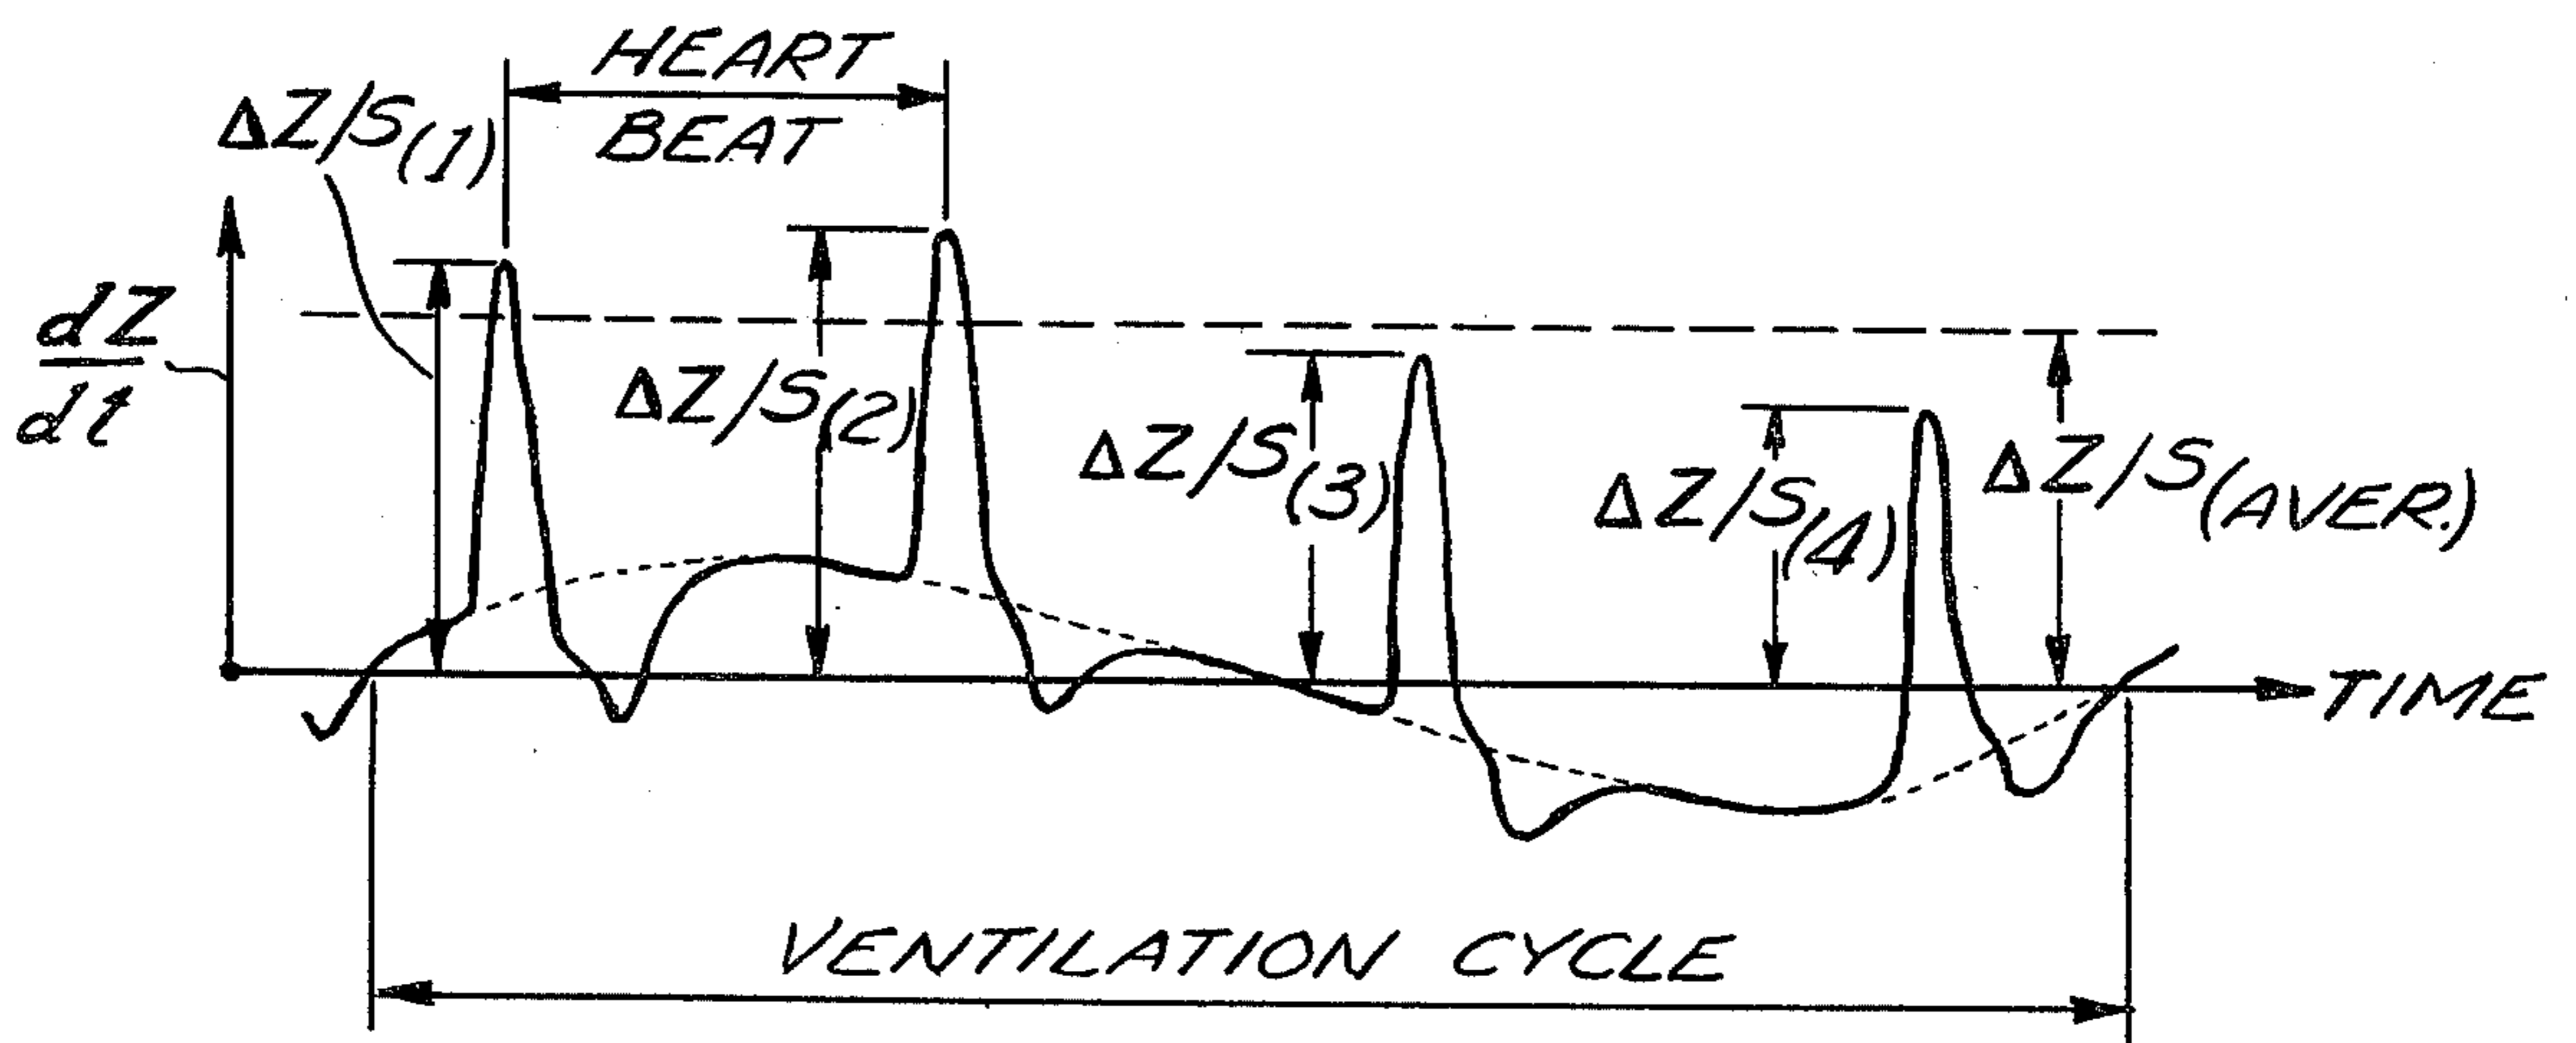 HEART
BEAT
ΔZ/S(1)
dZ
dt
ΔZ/S(2)
ΔZ/S(3)
ΔZ/S(4)
ΔZ/S(AVER.)
TIME
VENTILATION CYCLE